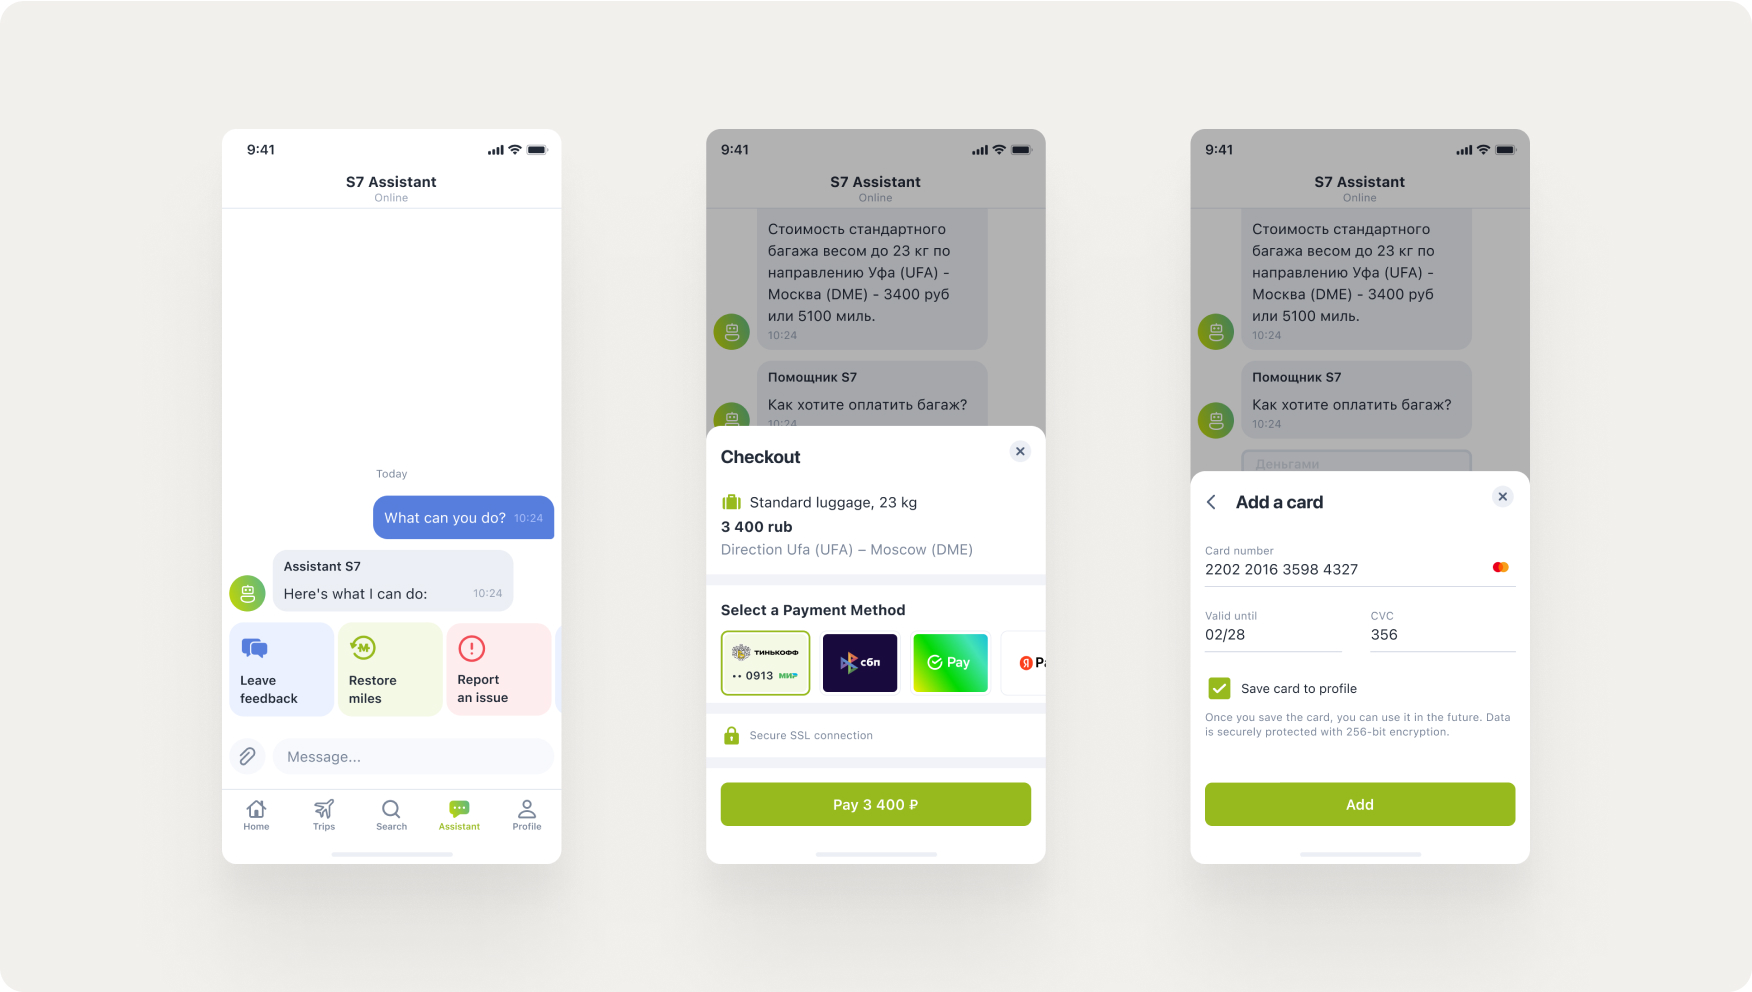 9:41
S7 Assistant
Online
Today
What can you do? 10:24
Assistant S7
Here's what I can do: 10:24
Leave
feedback
Restore
miles
Report
an issue
Message...
Home
Trips
Search
Assistant
Profile
9:41
S7 Assistant
Online
Стоимость стандартного
багажа весом до 23 кг по
направлению Уфа (UFA) -
Москва (DME) - 3400 руб
или 5100 миль.
10:24
Помощник S7
Как хотите оплатить багаж?
10:24
Checkout
Standard luggage, 23 kg
3 400 rub
Direction Ufa (UFA) – Moscow (DME)
Select a Payment Method
ТИНЬКОФФ
•• 0913 МИР
сбп
Pay
Я Pa
Secure SSL connection
Pay 3 400 ₽
9:41
S7 Assistant
Online
Стоимость стандартного
багажа весом до 23 кг по
направлению Уфа (UFA) -
Москва (DME) - 3400 руб
или 5100 миль.
10:24
Помощник S7
Как хотите оплатить багаж?
10:24
Деньгами
Add a card
Card number
2202 2016 3598 4327
Valid until
02/28
CVC
356
Save card to profile
Once you save the card, you can use it in the future. Data
is securely protected with 256-bit encryption.
Add